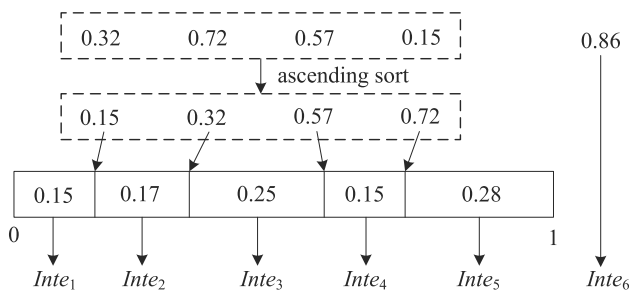 0.32 0.72 0.57 0.15 0.86
ascending sort
0.15 0.32 0.57 0.72
0.15 0.17 0.25 0.15 0.28
0 1
Inte₁ Inte₂ Inte₃ Inte₄ Inte₅ Inte₆